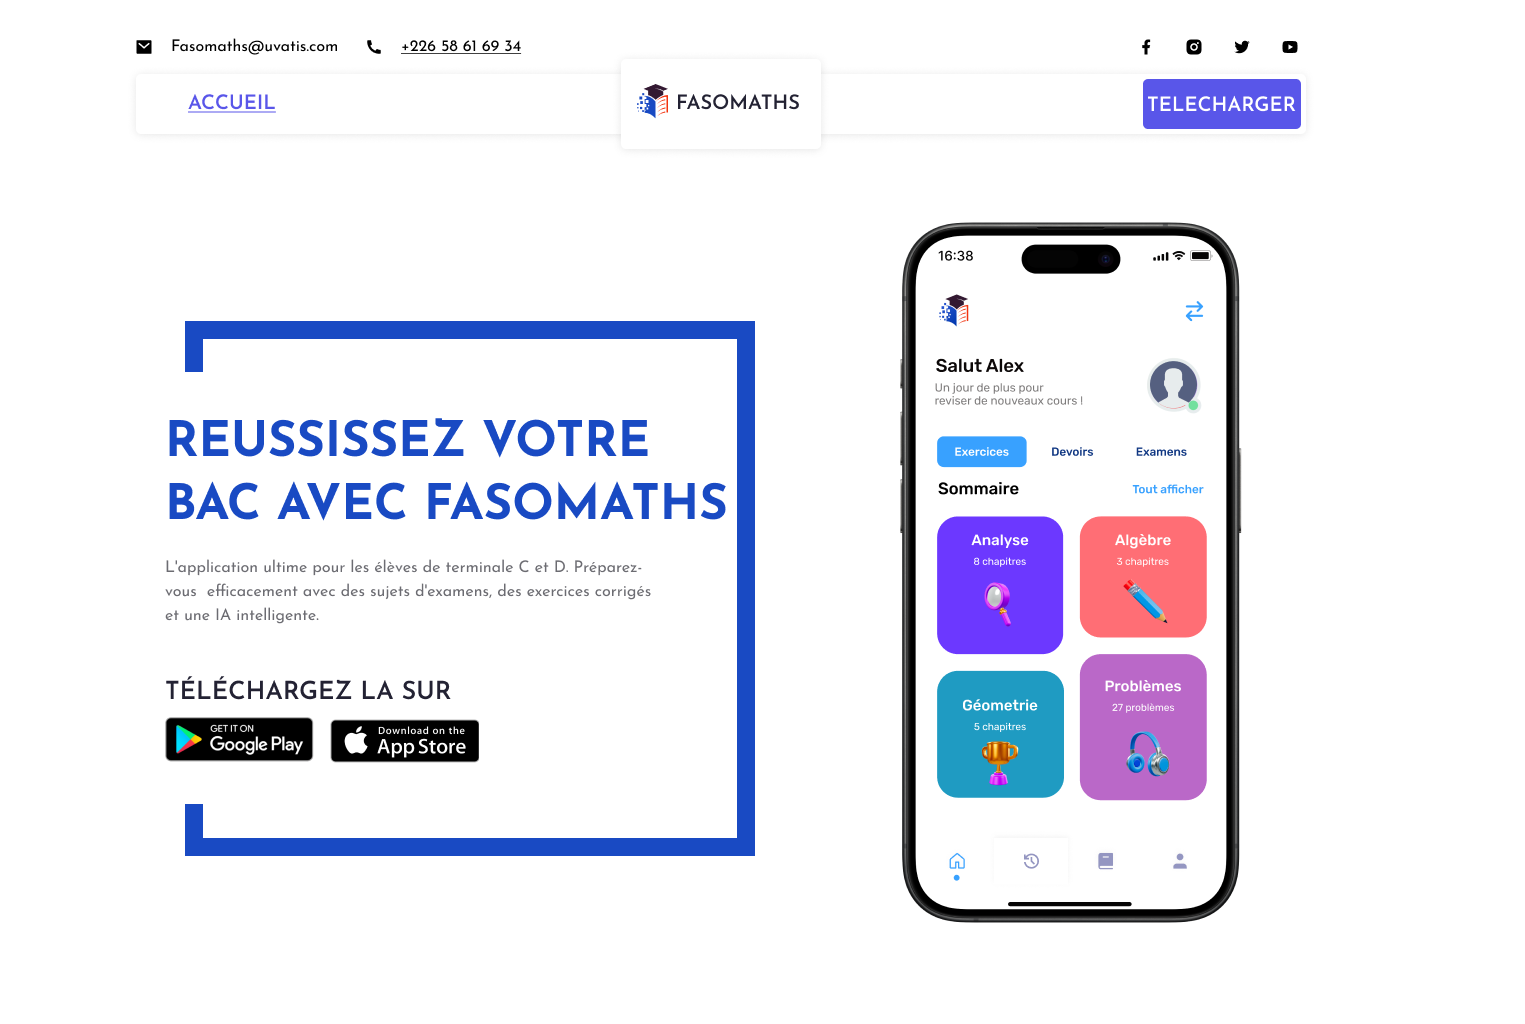 Fasomaths@uvatis.com
+226 58 61 69 34
ACCUEIL
FASOMATHS
TELECHARGER
REUSSISSEZ VOTRE
BAC AVEC FASOMATHS
L'application ultime pour les élèves de terminale C et D. Préparez-
vous  efficacement avec des sujets d'examens, des exercices corrigés
et une IA intelligente.
TÉLÉCHARGEZ LA SUR
GET IT ON
Google Play
Download on the
App Store
16:38
Salut Alex
Un jour de plus pour
reviser de nouveaux cours !
Exercices
Devoirs
Examens
Sommaire
Tout afficher
Analyse
8 chapitres
Algèbre
3 chapitres
Géometrie
5 chapitres
Problèmes
27 problèmes